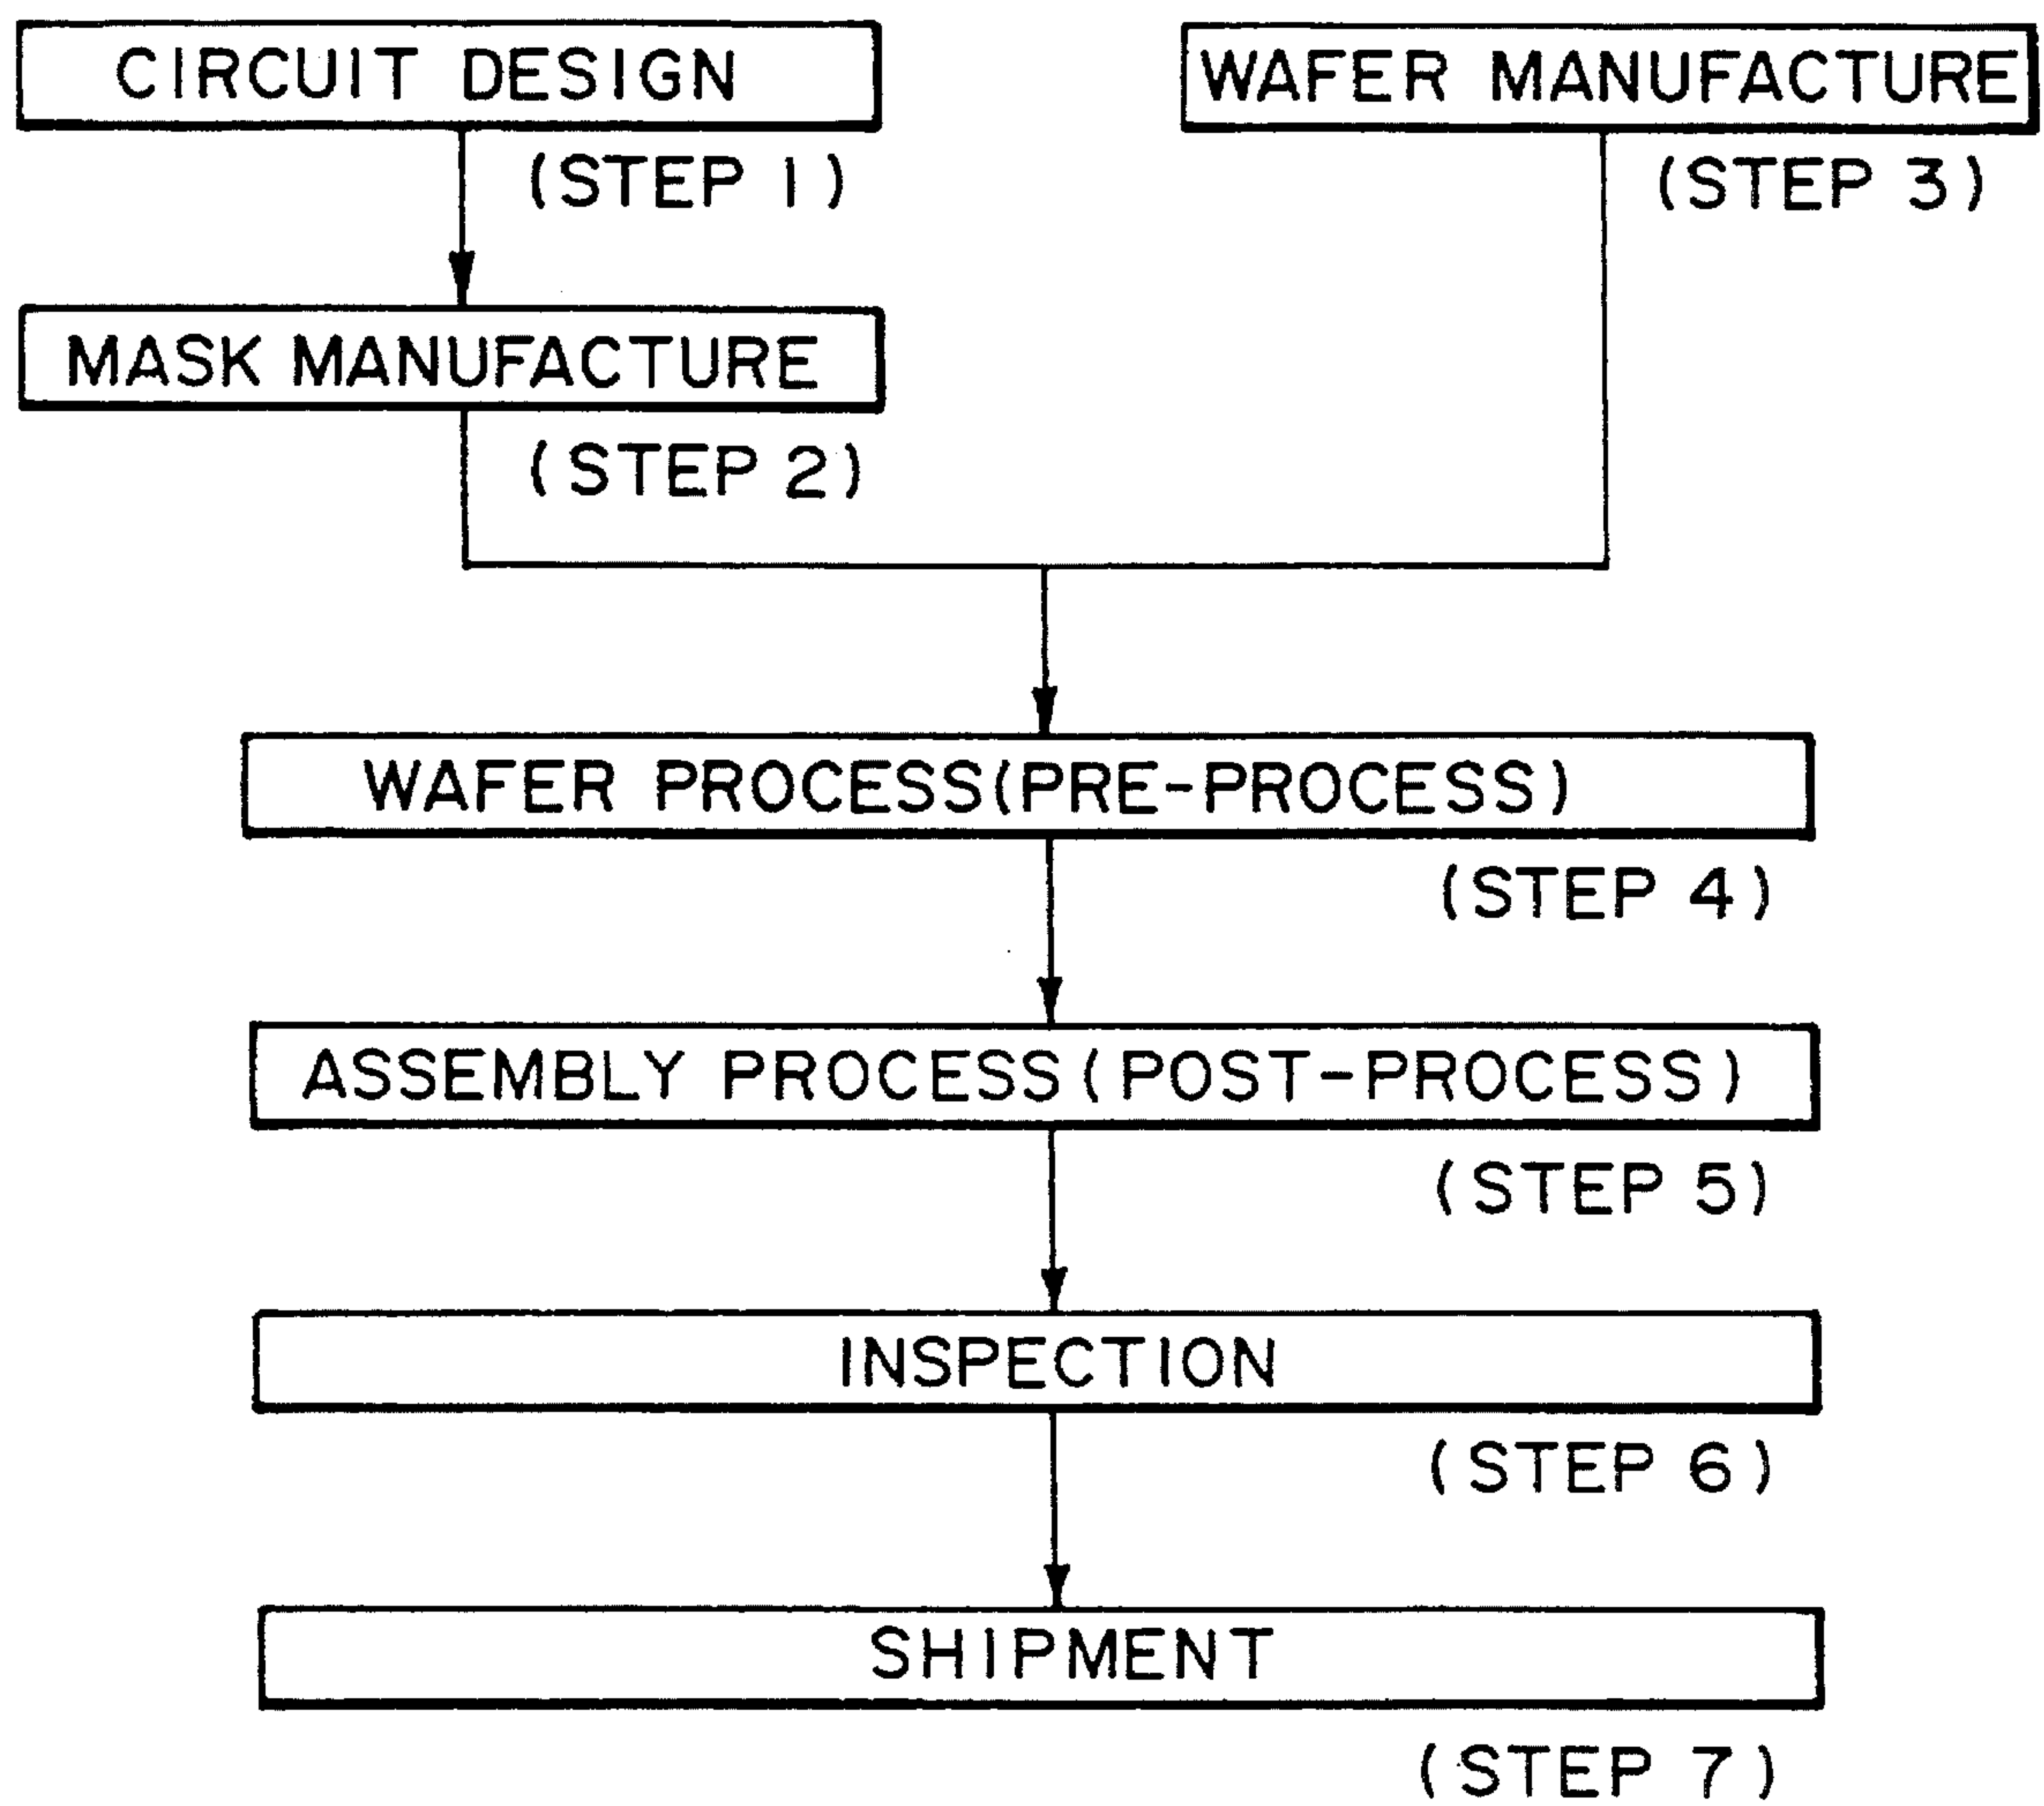 CIRCUIT DESIGN
(STEP 1)
WAFER MANUFACTURE
(STEP 3)
MASK MANUFACTURE
(STEP 2)
WAFER PROCESS(PRE-PROCESS)
(STEP 4)
ASSEMBLY PROCESS(POST-PROCESS)
(STEP 5)
INSPECTION
(STEP 6)
SHIPMENT
(STEP 7)